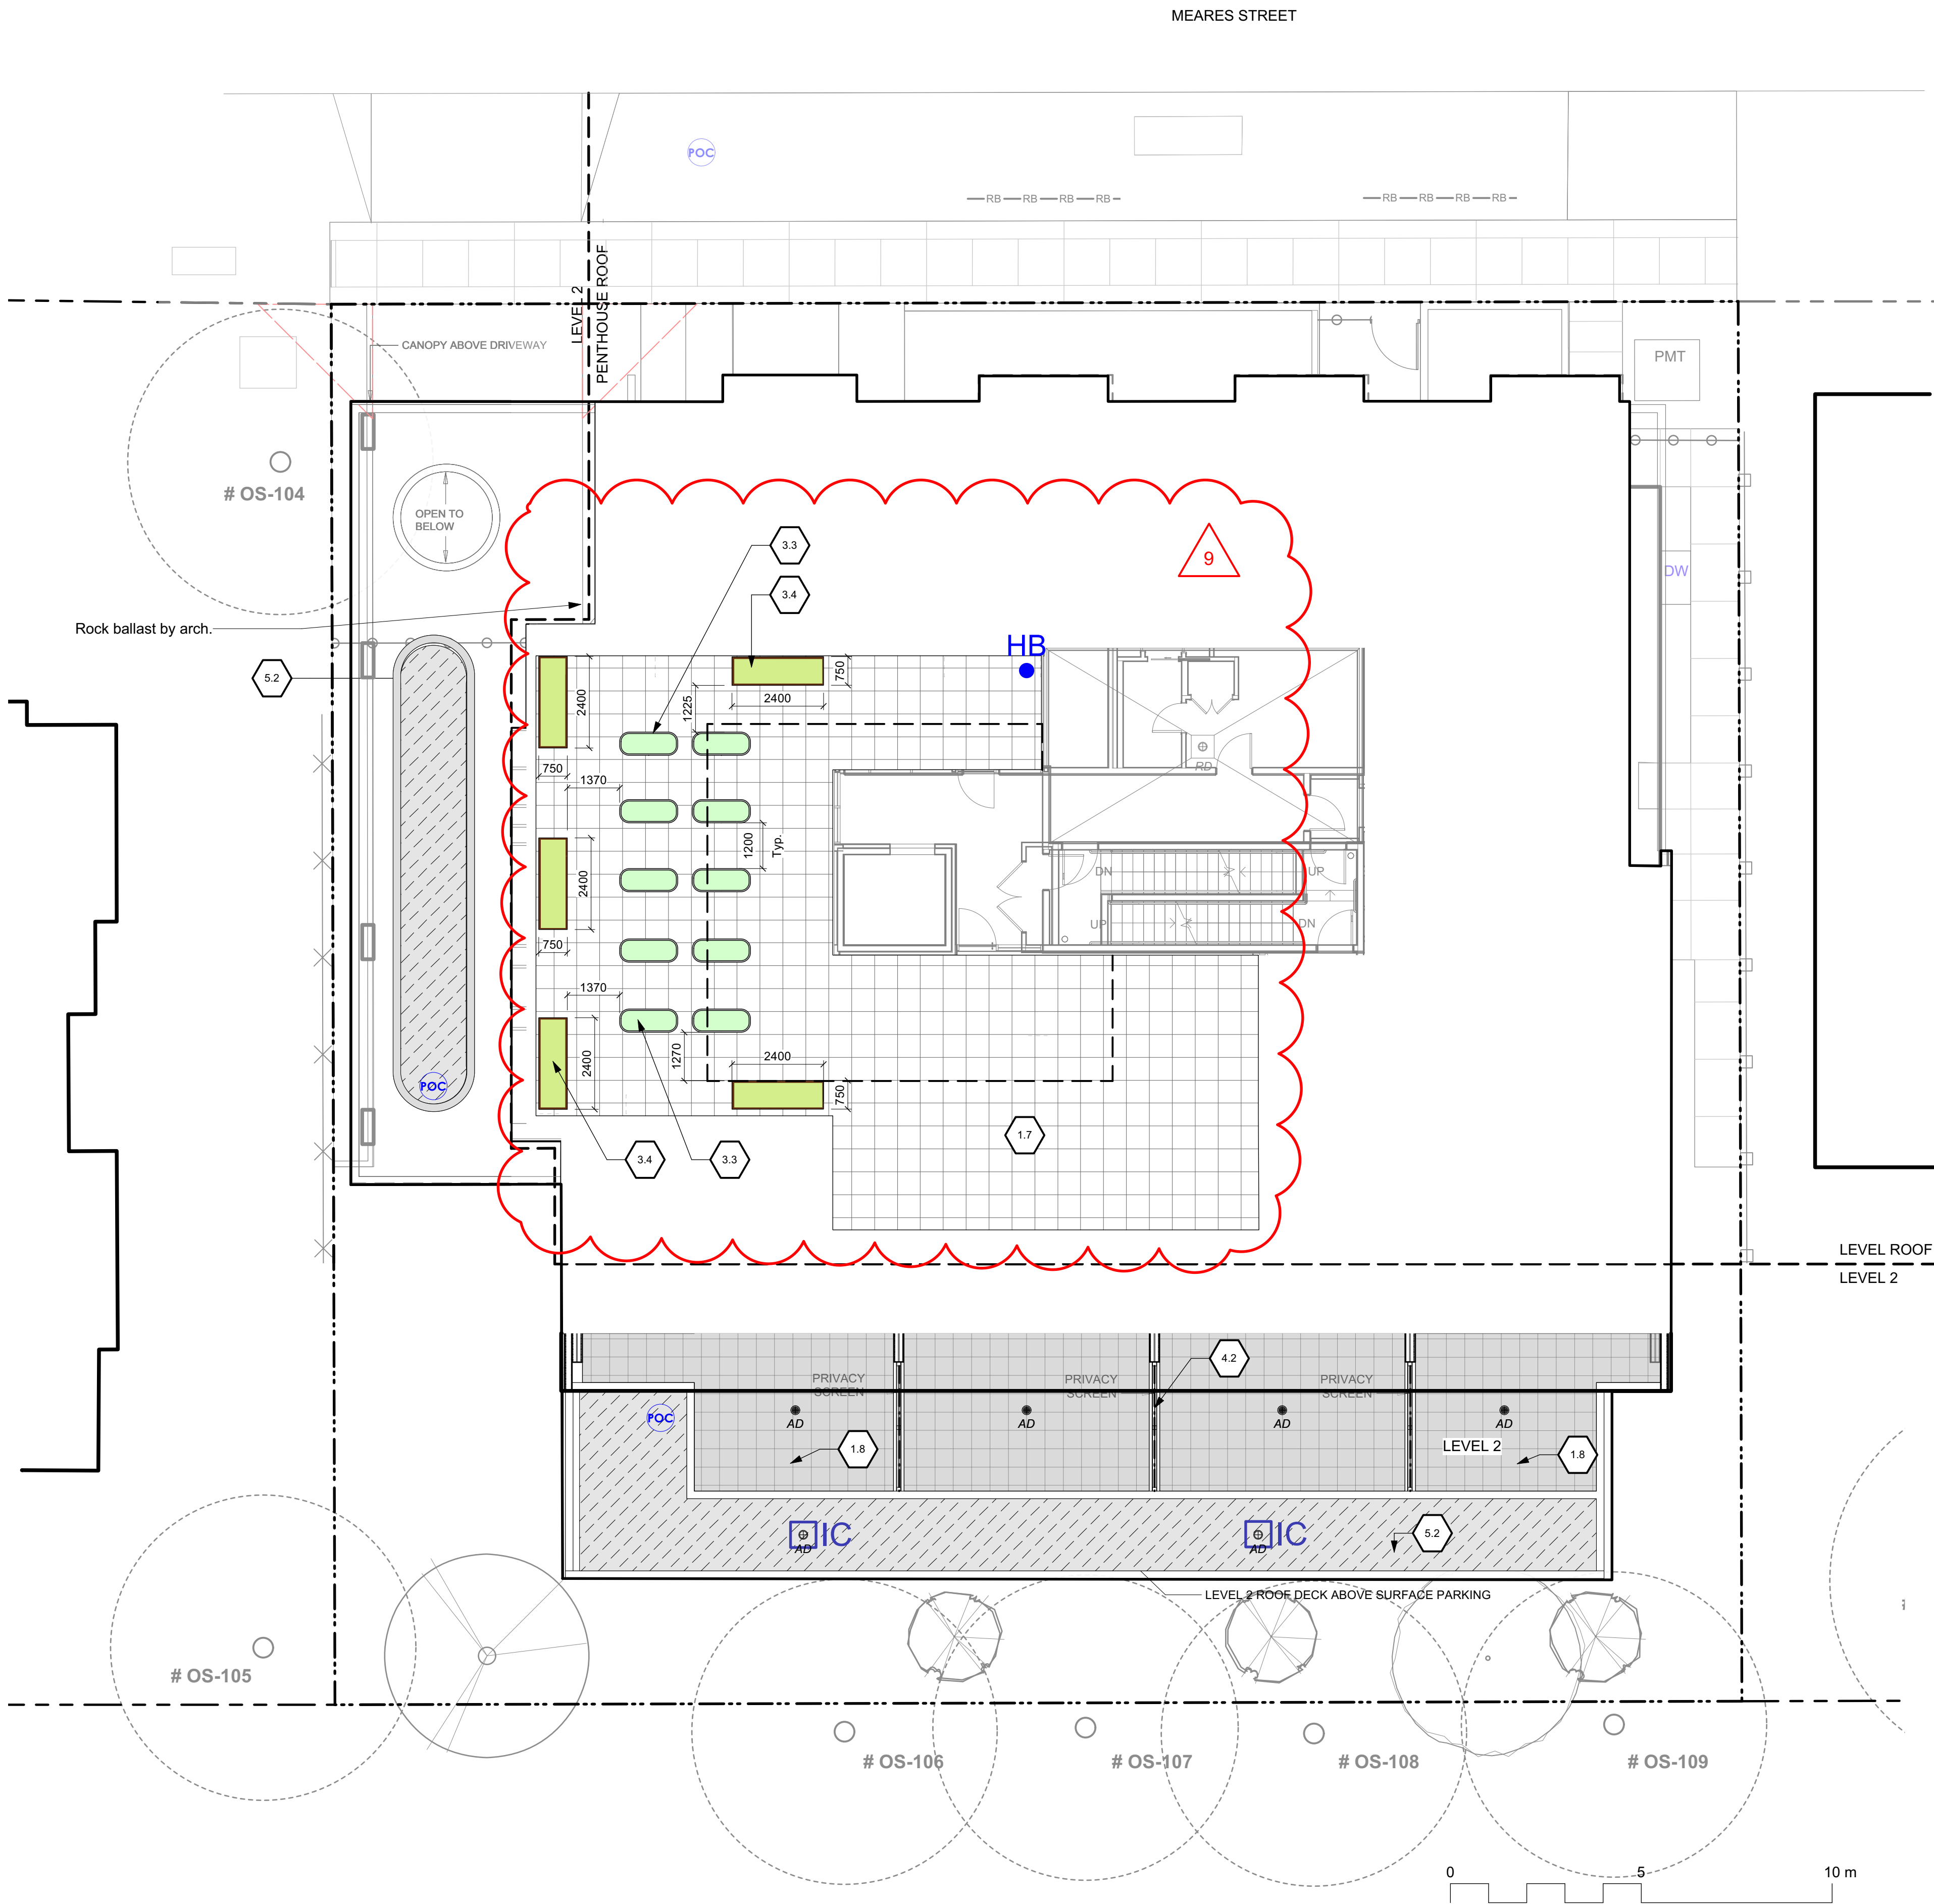 MEARES STREET
POC
RB RB RB RB
RB RB RB RB
LEVEL 2
PENTHOUSE ROOF
CANOPY ABOVE DRIVEWAY
PMT
# OS-104
OPEN TO
BELOW
3.3
9
3.4
DW
Rock ballast by arch.
HB
5.2
2400
750
1225
2400
750
1370
RD
1200
Typ.
2400
DN
UP
UP
DN
750
1370
2400
1270
2400
750
POC
1.7
3.4
3.3
LEVEL ROOF
LEVEL 2
4.2
PRIVACY
SCREEN
PRIVACY
SCREEN
PRIVACY
SCREEN
POC
AD
AD
AD
AD
1.8
LEVEL 2
1.8
IC
AD
IC
AD
5.2
LEVEL 2 ROOF DECK ABOVE SURFACE PARKING
# OS-105
# OS-106
# OS-107
# OS-108
# OS-109
0 5 10 m